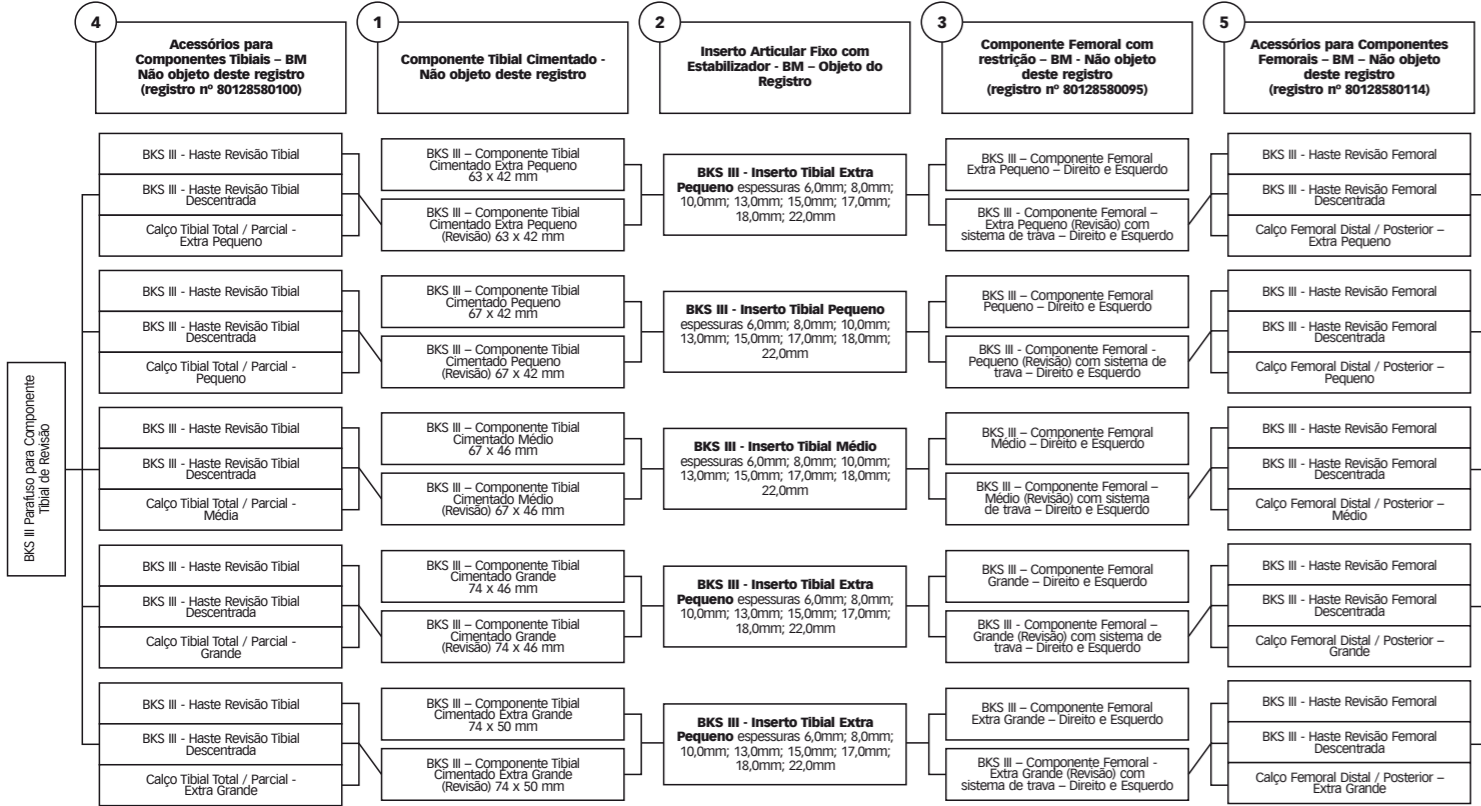 4
Acessórios para
Componentes Tibiais – BM
Não objeto deste registro
(registro nº 80128580100)
1
Componente Tibial Cimentado -
Não objeto deste registro
2
Inserto Articular Fixo com
Estabilizador - BM – Objeto do
Registro
3
Componente Femoral com
restrição – BM - Não objeto
deste registro
(registro nº 80128580095)
5
Acessórios para Componentes
Femorais – BM – Não objeto
deste registro
(registro nº 80128580114)
BKS III Parafuso para Componente
Tibial de Revisão
BKS III - Haste Revisão Tibial
BKS III - Haste Revisão Tibial
Descentrada
Calço Tibial Total / Parcial -
Extra Pequeno
BKS III – Componente Tibial
Cimentado Extra Pequeno
63 x 42 mm
BKS III – Componente Tibial
Cimentado Extra Pequeno
(Revisão) 63 x 42 mm
BKS III - Inserto Tibial Extra
Pequeno espessuras 6,0mm; 8,0mm;
10,0mm; 13,0mm; 15,0mm; 17,0mm;
18,0mm; 22,0mm
BKS III – Componente Femoral
Extra Pequeno – Direito e Esquerdo
BKS III - Componente Femoral –
Extra Pequeno (Revisão) com
sistema de trava – Direito e Esquerdo
BKS III - Haste Revisão Femoral
BKS III - Haste Revisão Femoral
Descentrada
Calço Femoral Distal / Posterior –
Extra Pequeno
BKS III - Haste Revisão Tibial
BKS III - Haste Revisão Tibial
Descentrada
Calço Tibial Total / Parcial -
Pequeno
BKS III – Componente Tibial
Cimentado Pequeno
67 x 42 mm
BKS III – Componente Tibial
Cimentado Pequeno
(Revisão) 67 x 42 mm
BKS III - Inserto Tibial Pequeno
espessuras 6,0mm; 8,0mm; 10,0mm;
13,0mm; 15,0mm; 17,0mm; 18,0mm;
22,0mm
BKS III – Componente Femoral
Pequeno – Direito e Esquerdo
BKS III - Componente Femoral -
Pequeno (Revisão) com sistema de
trava – Direito e Esquerdo
BKS III - Haste Revisão Femoral
BKS III - Haste Revisão Femoral
Descentrada
Calço Femoral Distal / Posterior –
Pequeno
BKS III - Haste Revisão Tibial
BKS III - Haste Revisão Tibial
Descentrada
Calço Tibial Total / Parcial -
Média
BKS III – Componente Tibial
Cimentado Médio
67 x 46 mm
BKS III – Componente Tibial
Cimentado Médio
(Revisão) 67 x 46 mm
BKS III - Inserto Tibial Médio
espessuras 6,0mm; 8,0mm; 10,0mm;
13,0mm; 15,0mm; 17,0mm; 18,0mm;
22,0mm
BKS III – Componente Femoral
Médio – Direito e Esquerdo
BKS III – Componente Femoral –
Médio (Revisão) com sistema
de trava – Direito e Esquerdo
BKS III - Haste Revisão Femoral
BKS III - Haste Revisão Femoral
Descentrada
Calço Femoral Distal / Posterior –
Médio
BKS III - Haste Revisão Tibial
BKS III - Haste Revisão Tibial
Descentrada
Calço Tibial Total / Parcial -
Grande
BKS III – Componente Tibial
Cimentado Grande
74 x 46 mm
BKS III – Componente Tibial
Cimentado Grande
(Revisão) 74 x 46 mm
BKS III - Inserto Tibial Extra
Pequeno espessuras 6,0mm; 8,0mm;
10,0mm; 13,0mm; 15,0mm; 17,0mm;
18,0mm; 22,0mm
BKS III – Componente Femoral
Grande – Direito e Esquerdo
BKS III - Componente Femoral –
Grande (Revisão) com sistema de
trava – Direito e Esquerdo
BKS III - Haste Revisão Femoral
BKS III - Haste Revisão Femoral
Descentrada
Calço Femoral Distal / Posterior –
Grande
BKS III - Haste Revisão Tibial
BKS III - Haste Revisão Tibial
Descentrada
Calço Tibial Total / Parcial -
Extra Grande
BKS III – Componente Tibial
Cimentado Extra Grande
74 x 50 mm
BKS III – Componente Tibial
Cimentado Extra Grande
(Revisão) 74 x 50 mm
BKS III - Inserto Tibial Extra
Pequeno espessuras 6,0mm; 8,0mm;
10,0mm; 13,0mm; 15,0mm; 17,0mm;
18,0mm; 22,0mm
BKS III – Componente Femoral
Extra Grande – Direito e Esquerdo
BKS III – Componente Femoral -
Extra Grande (Revisão) com
sistema de trava – Direito e Esquerdo
BKS III - Haste Revisão Femoral
BKS III - Haste Revisão Femoral
Descentrada
Calço Femoral Distal / Posterior –
Extra Grande